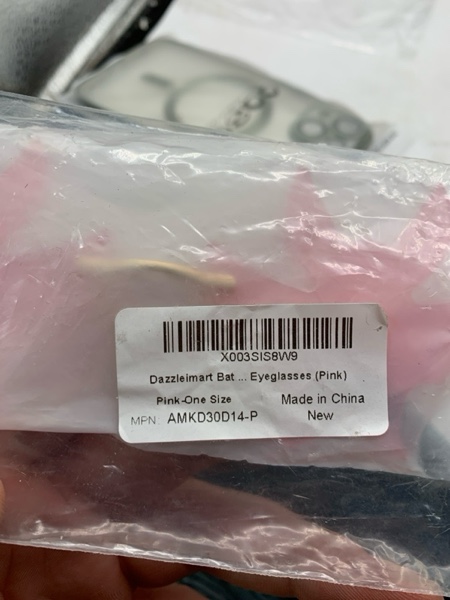 X003SIS8W9
Dazzleimart Bat ... Eyeglasses (Pink)
Pink-One Size Made in China
MPN: AMKD30D14-P New